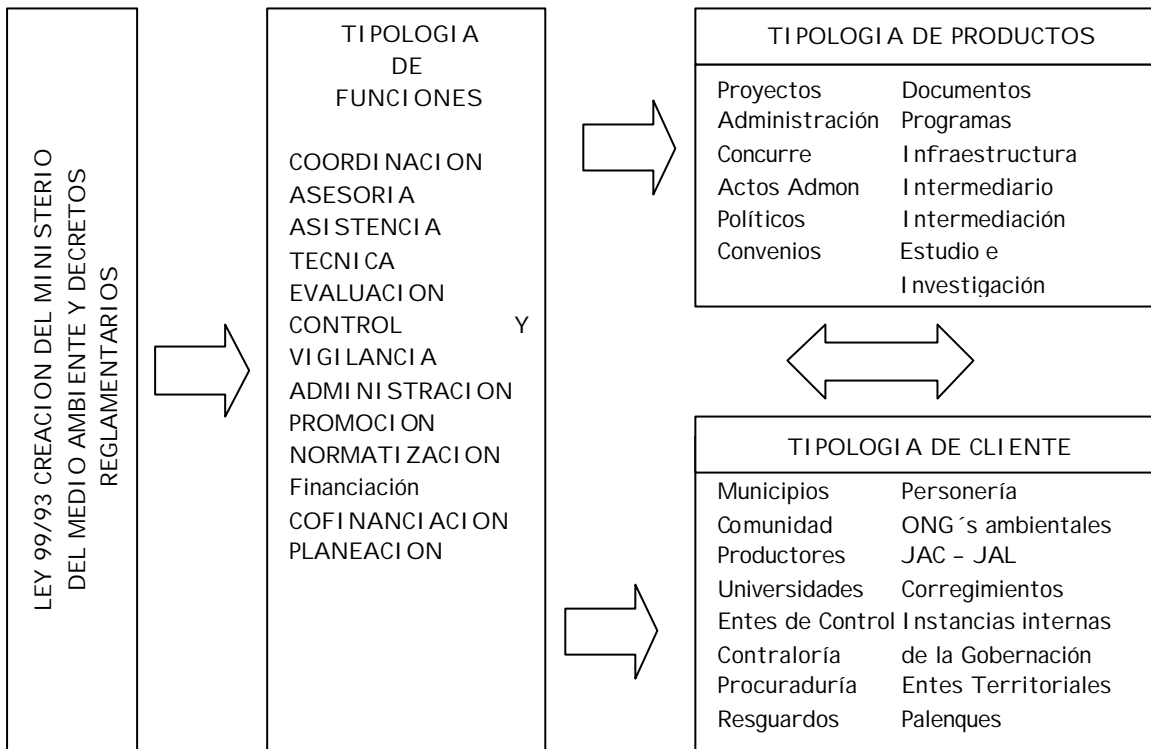 LEY 99/93 CREACION DEL MINISTERIO
DEL MEDIO AMBIENTE Y DECRETOS
REGLAMENTARIOS
TIPOLOGIA
DE
FUNCIONES
COORDINACION
ASESORIA
ASISTENCIA
TECNICA
EVALUACION
CONTROL Y
VIGILANCIA
ADMINISTRACION
PROMOCION
NORMATIZACION
Financiación
COFINANCIACION
PLANEACION
TIPOLOGIA DE PRODUCTOS
Proyectos Documentos
Administración Programas
Concurre Infraestructura
Actos Admon Intermediario
Políticos Intermediación
Convenios Estudio e
Investigación
TIPOLOGIA DE CLIENTE
Municipios Personería
Comunidad ONG´s ambientales
Productores JAC – JAL
Universidades Corregimientos
Entes de Control Instancias internas
Contraloría de la Gobernación
Procuraduría Entes Territoriales
Resguardos Palenques